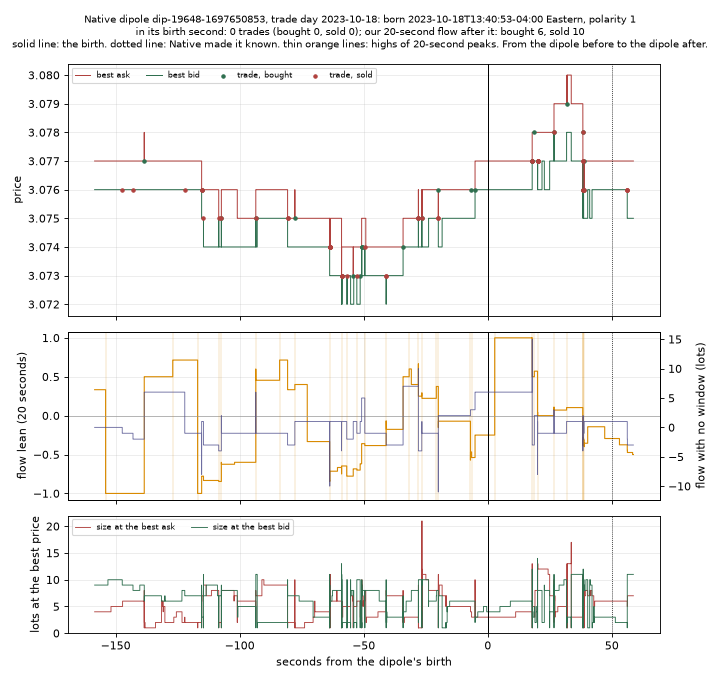 Native dipole dip-19648-1697650853, trade day 2023-10-18: born 2023-10-18T13:40:53-04:00 Eastern, polarity 1
in its birth second: 0 trades (bought 0, sold 0); our 20-second flow after it: bought 6, sold 10
solid line: the birth. dotted line: Native made it known. thin orange lines: highs of 20-second peaks. From the dipole before to the dipole after.
best ask
best bid
trade, bought
trade, sold
3.080
3.079
3.078
3.077
3.076
3.075
3.074
3.073
3.072
price
1.0
0.5
0.0
−0.5
−1.0
flow lean (20 seconds)
15
10
5
0
−5
−10
flow with no window (lots)
size at the best ask
size at the best bid
20
15
10
5
0
lots at the best price
−150
−100
−50
0
50
seconds from the dipole's birth